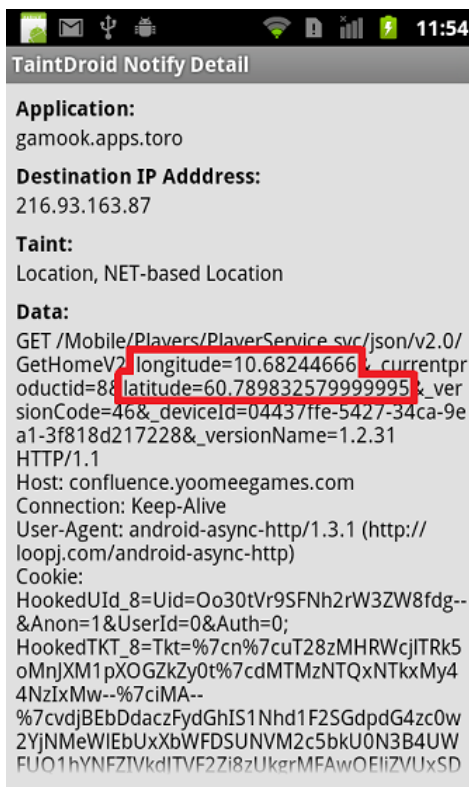 11:54
TaintDroid Notify Detail
Application:
gamook.apps.toro
Destination IP Adddress:
216.93.163.87
Taint:
Location, NET-based Location
Data:
GET /Mobile/Players/PlayerService.svc/json/v2.0/
GetHomeV2 longitude=10.68244666&_currentpr
oductid=8&latitude=60.789832579999995&_ver
sionCode=46&_deviceId=04437ffe-5427-34ca-9e
a1-3f818d217228&_versionName=1.2.31
HTTP/1.1
Host: confluence.yoomeegames.com
Connection: Keep-Alive
User-Agent: android-async-http/1.3.1 (http://
loopj.com/android-async-http)
Cookie:
HookedUId_8=Uid=Oo30tVr9SFNh2rW3ZW8fdg--
&Anon=1&UserId=0&Auth=0;
HookedTKT_8=Tkt=%7cn%7cuT28zMHRWcjlTRk5
oMnJXM1pXOGZkZy0t%7cdMTMzNTQxNTkxMy4
4NzIxMw--%7ciMA--
%7cvdjBEbDdaczFydGhIS1Nhd1F2SGdpdG4zc0w
2YjNMeWlEbUxXbWFDSUNVM2c5bkU0N3B4UW
FUQ1hYNFZIVkdITVF2Zi8zUkgrMFAwOEliZVUxSD